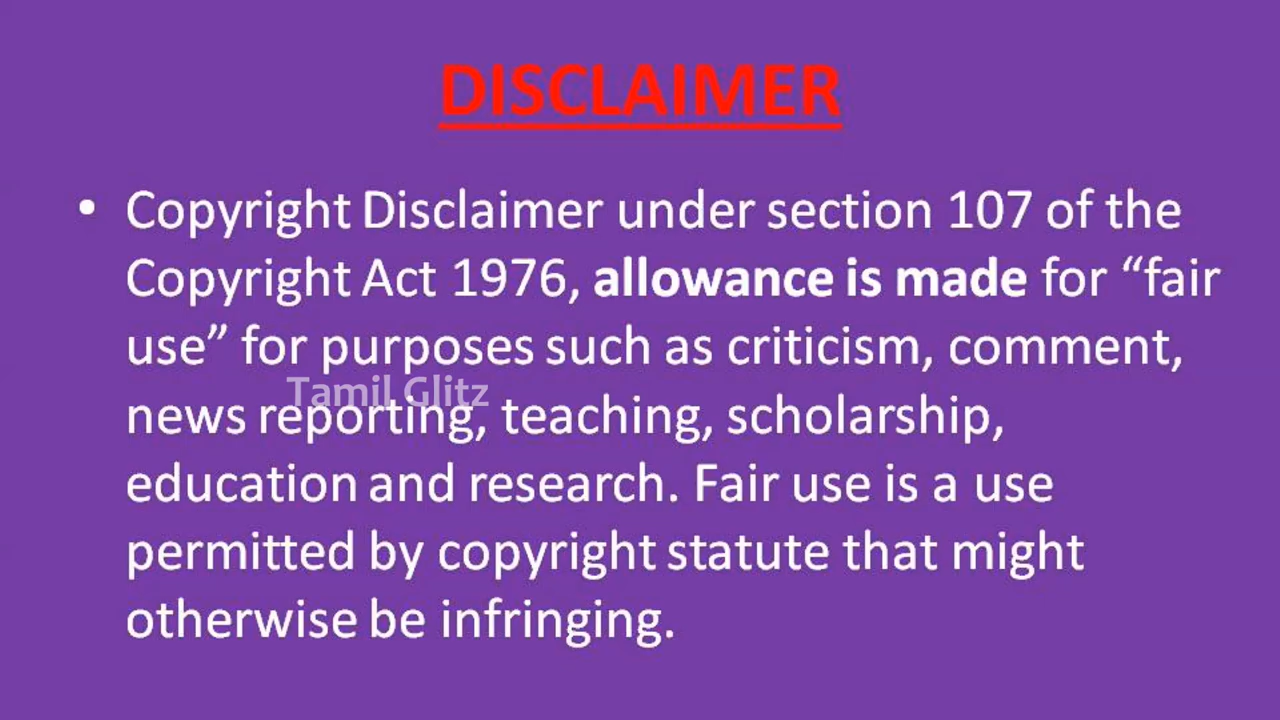 DISCLAIMER
• Copyright Disclaimer under section 107 of the
Copyright Act 1976, allowance is made for “fair
use” for purposes such as criticism, comment,
Tamil Glitz
news reporting, teaching, scholarship,
education and research. Fair use is a use
permitted by copyright statute that might
otherwise be infringing.